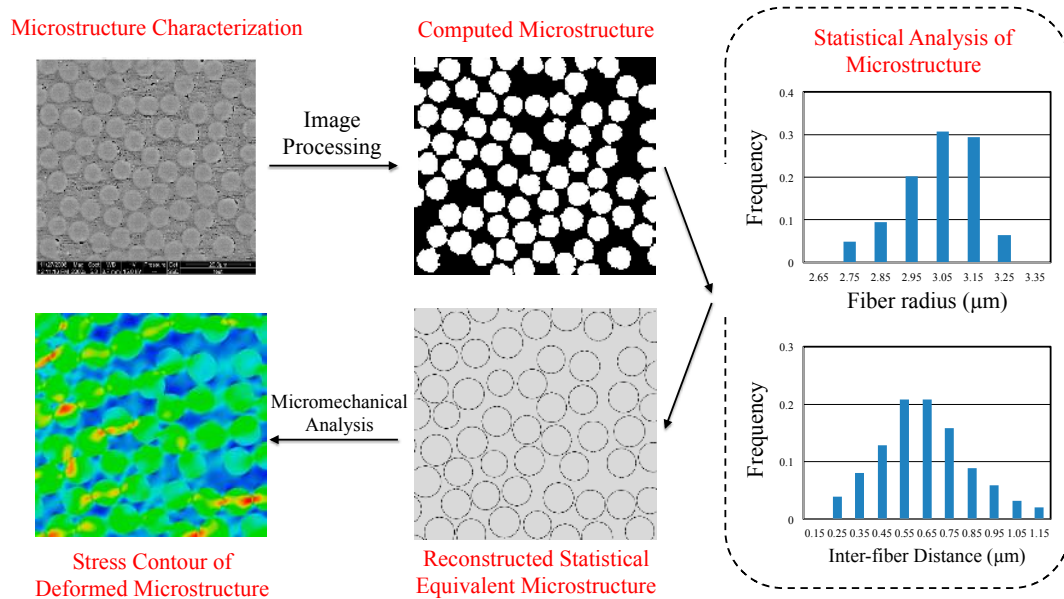 Microstructure Characterization
Image
Processing
Computed Microstructure
Statistical Analysis of
Microstructure
Frequency
0.4
0.3
0.2
0.1
0
2.65 2.75 2.85 2.95 3.05 3.15 3.25 3.35
Fiber radius (μm)
Stress Contour of
Deformed Microstructure
Micromechanical
Analysis
Reconstructed Statistical
Equivalent Microstructure
Frequency
0.3
0.2
0.1
0
0.15 0.25 0.35 0.45 0.55 0.65 0.75 0.85 0.95 1.05 1.15
Inter-fiber Distance (μm)